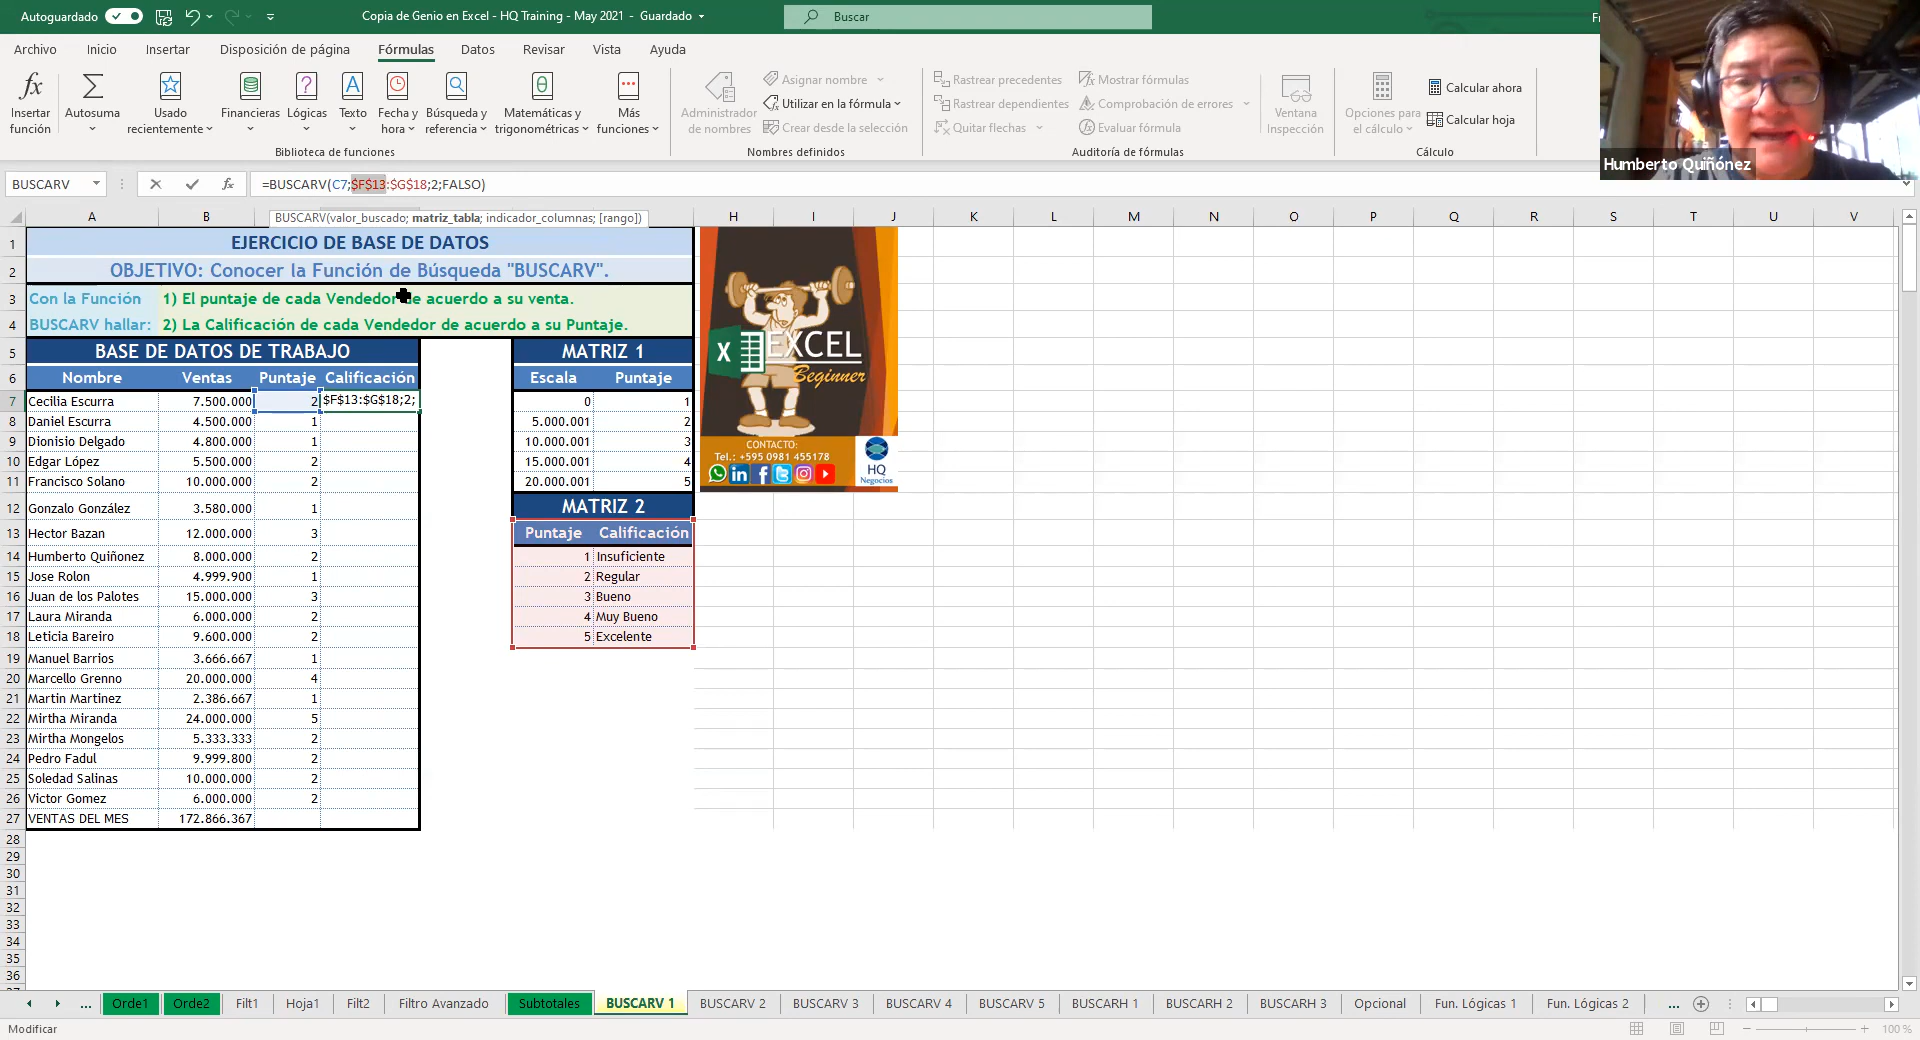 Autoguardado
Copia de Genio en Excel - HQ Training - May 2021 - Guardado
Buscar
Archivo Inicio Insertar Disposición de página Fórmulas Datos Revisar Vista Ayuda
Insertar función
Autosuma
Usado recientemente
Financieras
Lógicas
Texto
Fecha y hora
Búsqueda y referencia
Matemáticas y trigonométricas
Más funciones
Biblioteca de funciones
Administrador de nombres
Asignar nombre
Utilizar en la fórmula
Crear desde la selección
Nombres definidos
Rastrear precedentes
Rastrear dependientes
Quitar flechas
Mostrar fórmulas
Comprobación de errores
Evaluar fórmula
Auditoría de fórmulas
Ventana Inspección
Opciones para el cálculo
Calcular ahora
Calcular hoja
Cálculo
Humberto Quiñónez
BUSCARV
=BUSCARV(C7;$F$13:$G$18;2;FALSO)
BUSCARV(valor_buscado; matriz_tabla; indicador_columnas; [rango])
A B H I J K L M N O P Q R S T U V
1 EJERCICIO DE BASE DE DATOS
2 OBJETIVO: Conocer la Función de Búsqueda "BUSCARV".
3 Con la Función 1) El puntaje de cada Vendedor de acuerdo a su venta.
4 BUSCARV hallar: 2) La Calificación de cada Vendedor de acuerdo a su Puntaje.
5 BASE DE DATOS DE TRABAJO MATRIZ 1
6 Nombre Ventas Puntaje Calificación Escala Puntaje
7 Cecilia Escurra 7.500.000 2 $F$13:$G$18;2; 0 1
8 Daniel Escurra 4.500.000 1 5.000.001 2
9 Dionisio Delgado 4.800.000 1 10.000.001 3
10 Edgar López 5.500.000 2 15.000.001 4
11 Francisco Solano 10.000.000 2 20.000.001 5
12 Gonzalo González 3.580.000 1 MATRIZ 2
13 Hector Bazan 12.000.000 3 Puntaje Calificación
14 Humberto Quiñonez 8.000.000 2 1 Insuficiente
15 Jose Rolon 4.999.900 1 2 Regular
16 Juan de los Palotes 15.000.000 3 3 Bueno
17 Laura Miranda 6.000.000 2 4 Muy Bueno
18 Leticia Bareiro 9.600.000 2 5 Excelente
19 Manuel Barrios 3.666.667 1
20 Marcello Grenno 20.000.000 4
21 Martin Martinez 2.386.667 1
22 Mirtha Miranda 24.000.000 5
23 Mirtha Mongelos 5.333.333 2
24 Pedro Fadul 9.999.800 2
25 Soledad Salinas 10.000.000 2
26 Victor Gomez 6.000.000 2
27 VENTAS DEL MES 172.866.367
28
29
30
31
32
33
34
35
36
EXCEL
Beginner
CONTACTO:
Tel.: +595 0981 455178
HQ
Negocios
... Orde1 Orde2 Filt1 Hoja1 Filt2 Filtro Avanzado Subtotales BUSCARV 1 BUSCARV 2 BUSCARV 3 BUSCARV 4 BUSCARV 5 BUSCARH 1 BUSCARH 2 BUSCARH 3 Opcional Fun. Lógicas 1 Fun. Lógicas 2 ...
Modificar
100 %